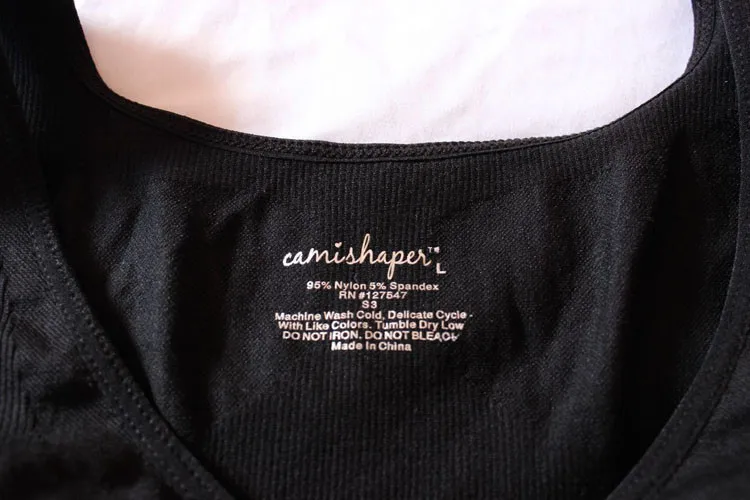 camishaper™ L
95% Nylon 5% Spandex
RN #127547
S3
Machine Wash Cold, Delicate Cycle -
With Like Colors. Tumble Dry Low
DO NOT IRON. DO NOT BLEACH
Made In China